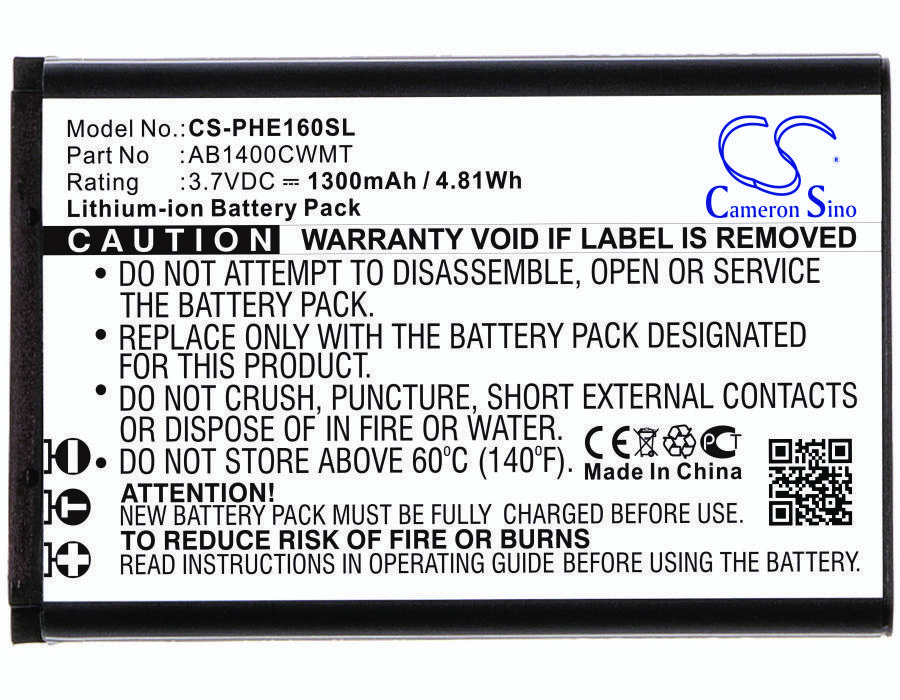 Model No.:CS-PHE160SL
Part No :AB1400CWMT
Rating :3.7VDC ⎓ 1300mAh / 4.81Wh
Lithium-ion Battery Pack
CS
®
Cameron Sino
CAUTION WARRANTY VOID IF LABEL IS REMOVED
• DO NOT ATTEMPT TO DISASSEMBLE, OPEN OR SERVICE
THE BATTERY PACK.
• REPLACE ONLY WITH THE BATTERY PACK DESIGNATED
FOR THIS PRODUCT.
• DO NOT CRUSH, PUNCTURE, SHORT EXTERNAL CONTACTS
OR DISPOSE OF IN FIRE OR WATER.
• DO NOT STORE ABOVE 60°C (140°F).
CE PCT
Made In China
ATTENTION!
NEW BATTERY PACK MUST BE FULLY CHARGED BEFORE USE.
TO REDUCE RISK OF FIRE OR BURNS
READ INSTRUCTIONS IN OPERATING GUIDE BEFORE USING THE BATTERY.